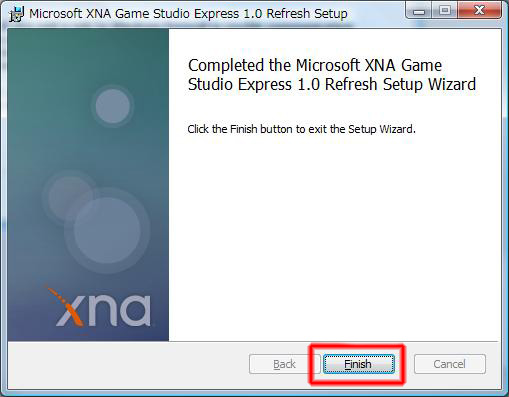 Microsoft XNA Game Studio Express 1.0 Refresh Setup
Completed the Microsoft XNA Game
Studio Express 1.0 Refresh Setup Wizard
Click the Finish button to exit the Setup Wizard.
xna
Back
Finish
Cancel